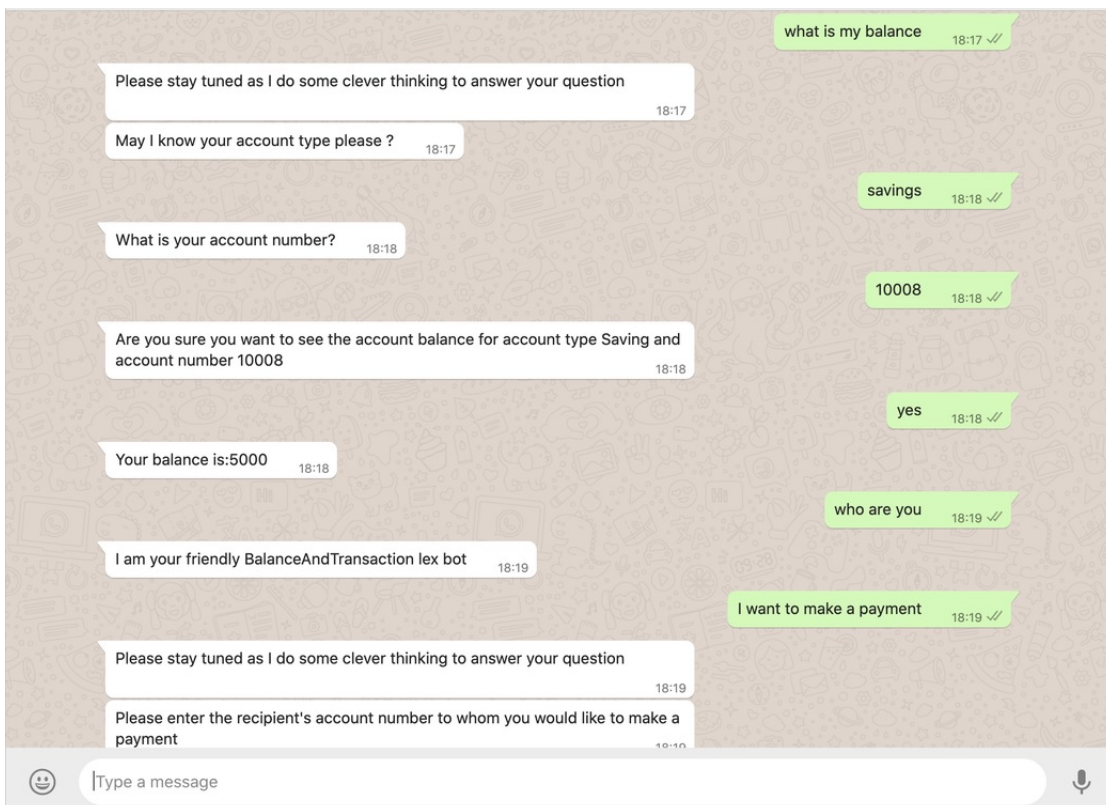 what is my balance
18:17
Please stay tuned as I do some clever thinking to answer your question
18:17
May I know your account type please ?
18:17
savings
18:18
What is your account number?
18:18
10008
18:18
Are you sure you want to see the account balance for account type Saving and
account number 10008
18:18
yes
18:18
Your balance is:5000
18:18
who are you
18:19
I am your friendly BalanceAndTransaction lex bot
18:19
I want to make a payment
18:19
Please stay tuned as I do some clever thinking to answer your question
18:19
Please enter the recipient's account number to whom you would like to make a
payment
18:19
Type a message